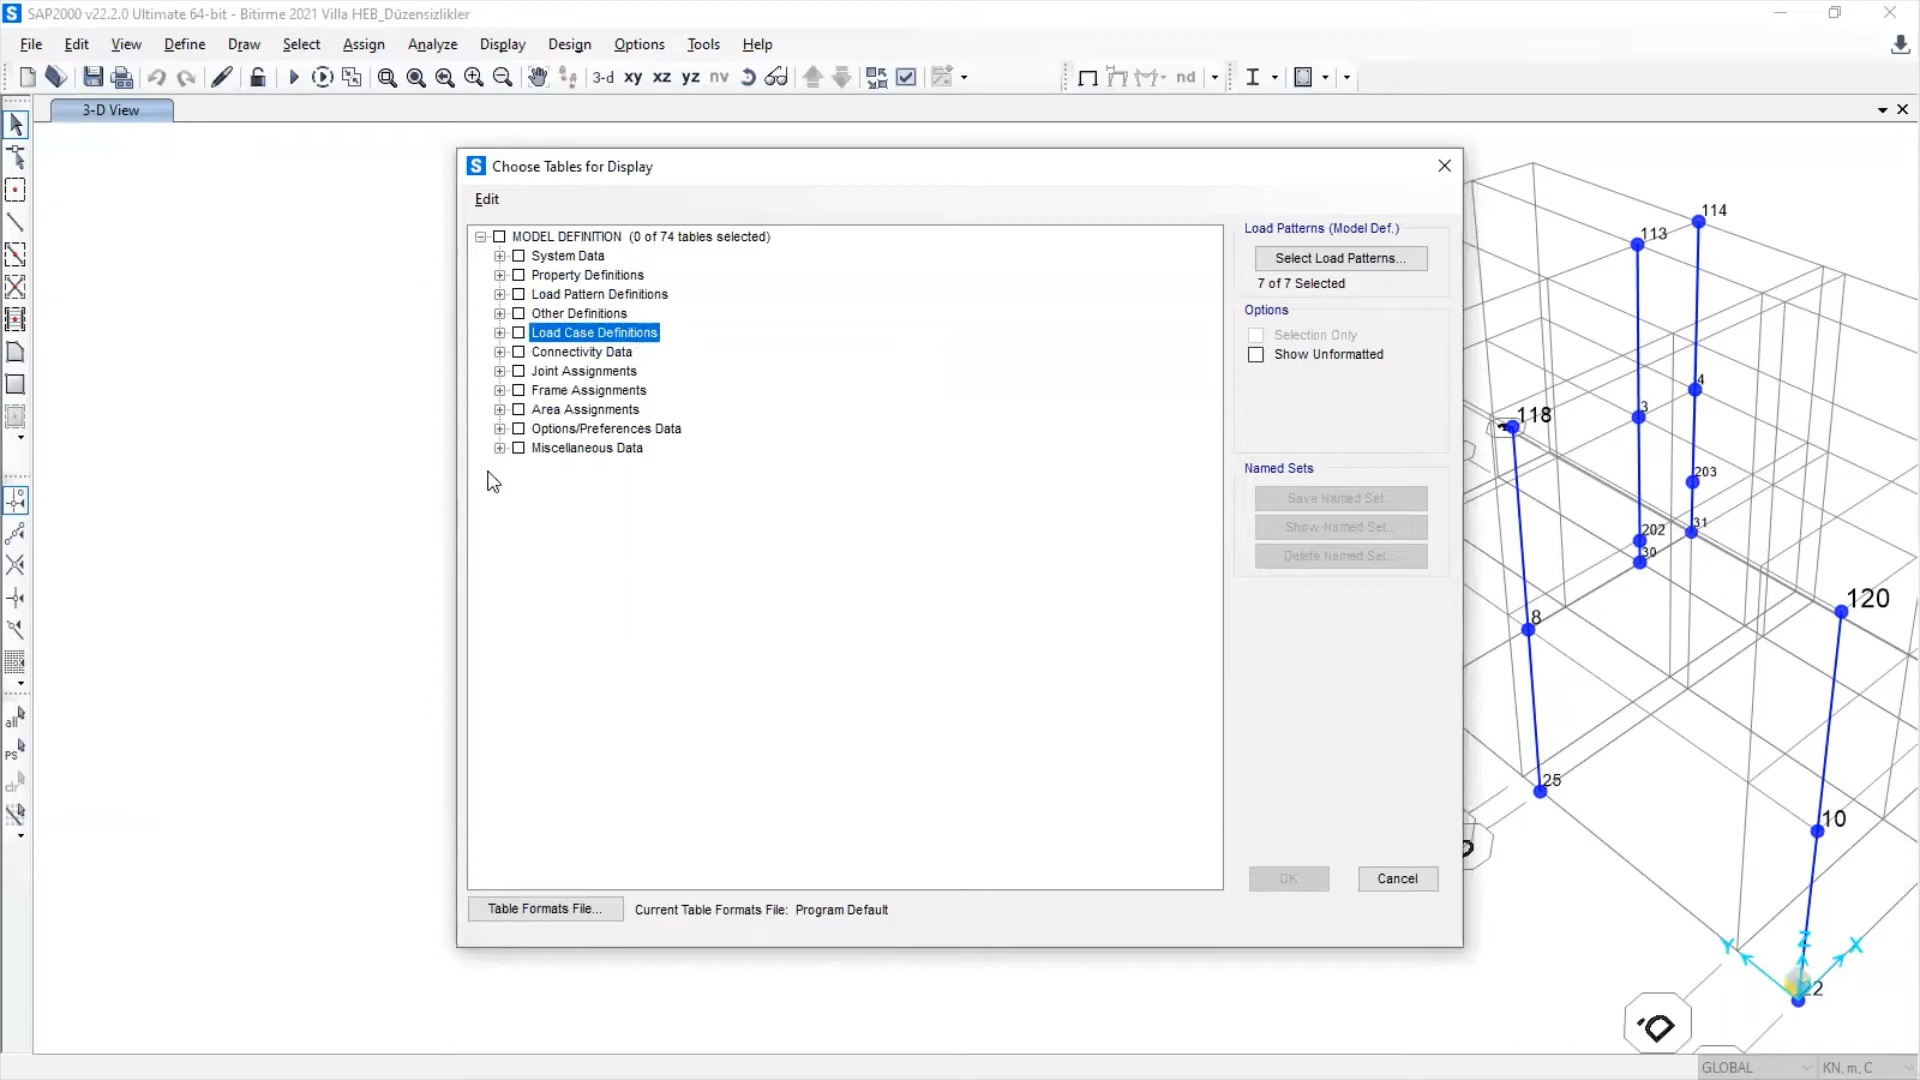 SAP2000 v22.2.0 Ultimate 64-bit - Bitirme 2021 Villa HEB_Düzensizlikler
File Edit View Define Draw Select Assign Analyze Display Design Options Tools Help
3-d xy xz yz nv nd
3-D View
Choose Tables for Display
Edit
MODEL DEFINITION (0 of 74 tables selected)
System Data
Property Definitions
Load Pattern Definitions
Other Definitions
Load Case Definitions
Connectivity Data
Joint Assignments
Frame Assignments
Area Assignments
Options/Preferences Data
Miscellaneous Data
Load Patterns (Model Def.)
Select Load Patterns...
7 of 7 Selected
Options
Selection Only
Show Unformatted
Named Sets
Save Named Set...
Show Named Set...
Delete Named Set...
OK Cancel
Table Formats File... Current Table Formats File: Program Default
114
113
4
3
118
203
31
202
30
120
8
25
10
Y Z X
22
D
all
PS
clr
GLOBAL KN, m, C